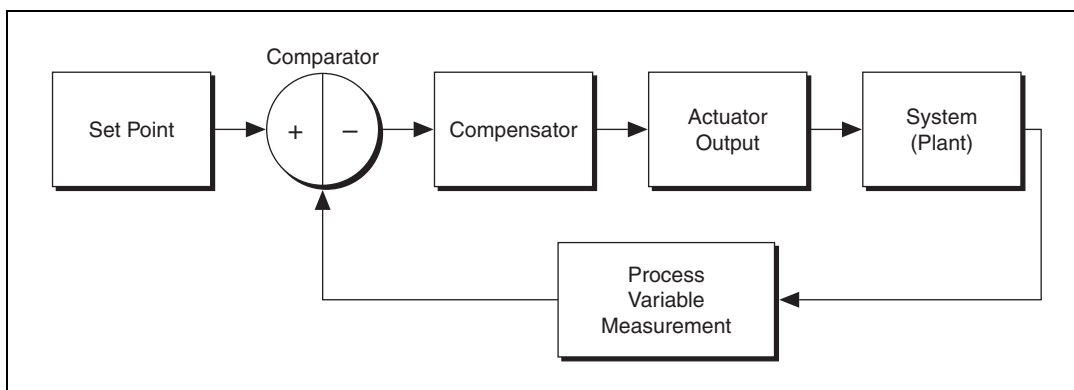 Comparator
Set Point
+
−
Compensator
Actuator
Output
System
(Plant)
Process
Variable
Measurement